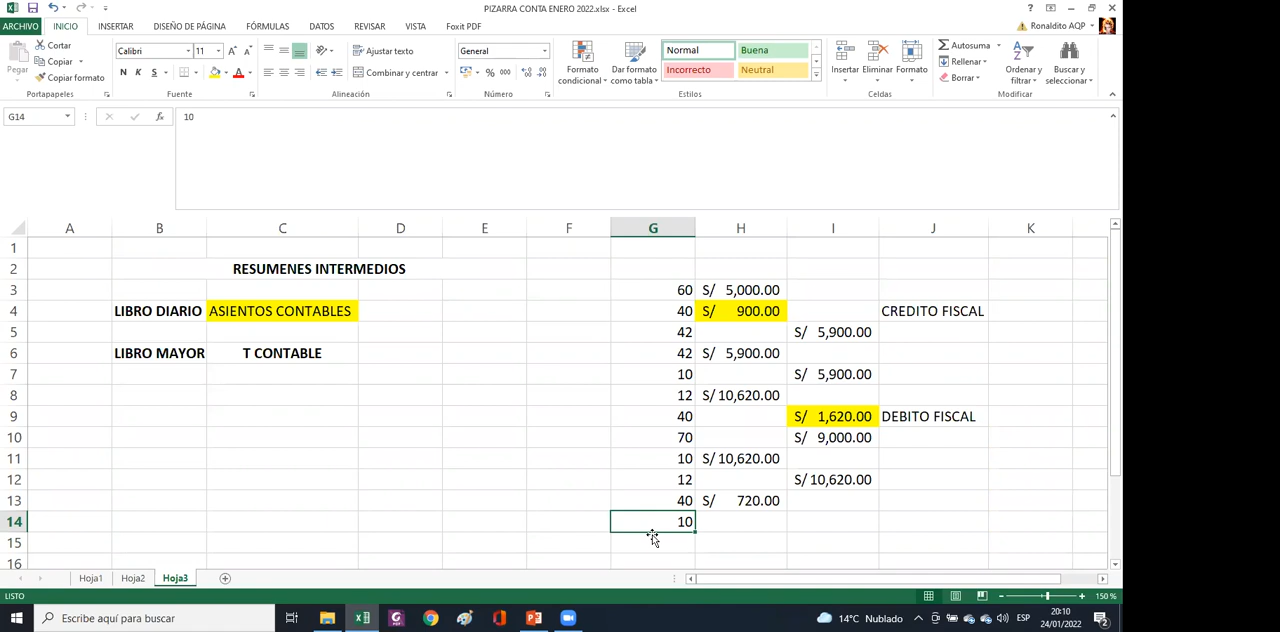 PIZARRA CONTA ENERO 2022.xlsx - Excel
ARCHIVO INICIO INSERTAR DISEÑO DE PÁGINA FÓRMULAS DATOS REVISAR VISTA Foxit PDF Ronaldito AQP
Pegar
Cortar
Copiar
Copiar formato
Portapapeles
Calibri 11
N K S
Fuente
Ajustar texto
Combinar y centrar
Alineación
General
% 000
Número
Formato condicional
Dar formato como tabla
Normal Buena
Incorrecto Neutral
Estilos
Insertar Eliminar Formato
Celdas
Autosuma
Rellenar
Borrar
Ordenar y filtrar
Buscar y seleccionar
Modificar
G14 fx 10
A B C D E F G H I J K
1
2 RESUMENES INTERMEDIOS
3 60 S/ 5,000.00
4 LIBRO DIARIO ASIENTOS CONTABLES 40 S/ 900.00 CREDITO FISCAL
5 42 S/ 5,900.00
6 LIBRO MAYOR T CONTABLE 42 S/ 5,900.00
7 10 S/ 5,900.00
8 12 S/ 10,620.00
9 40 S/ 1,620.00 DEBITO FISCAL
10 70 S/ 9,000.00
11 10 S/ 10,620.00
12 12 S/ 10,620.00
13 40 S/ 720.00
14 10
15
16
Hoja1 Hoja2 Hoja3
LISTO 150 %
Escribe aquí para buscar 14°C Nublado ESP 20:10
24/01/2022